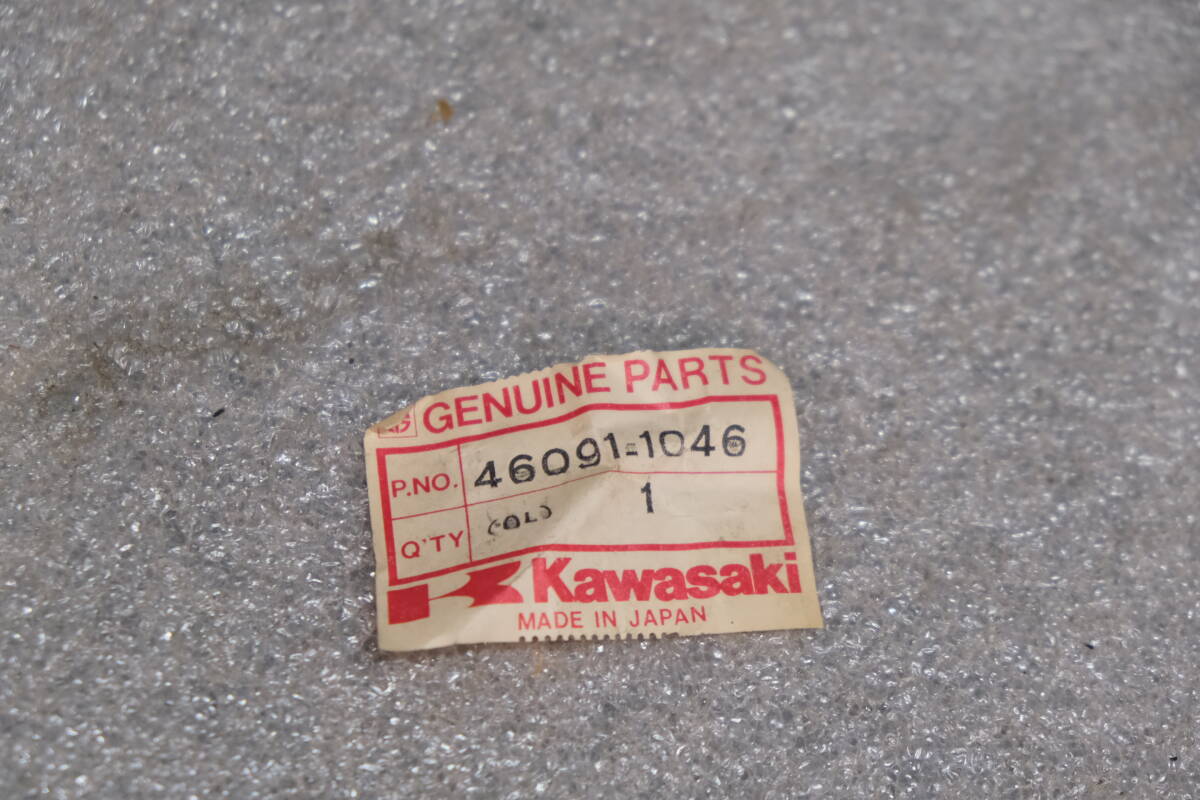 GENUINE PARTS
P.NO. 46091-1046
Q'TY 1
Kawasaki
MADE IN JAPAN